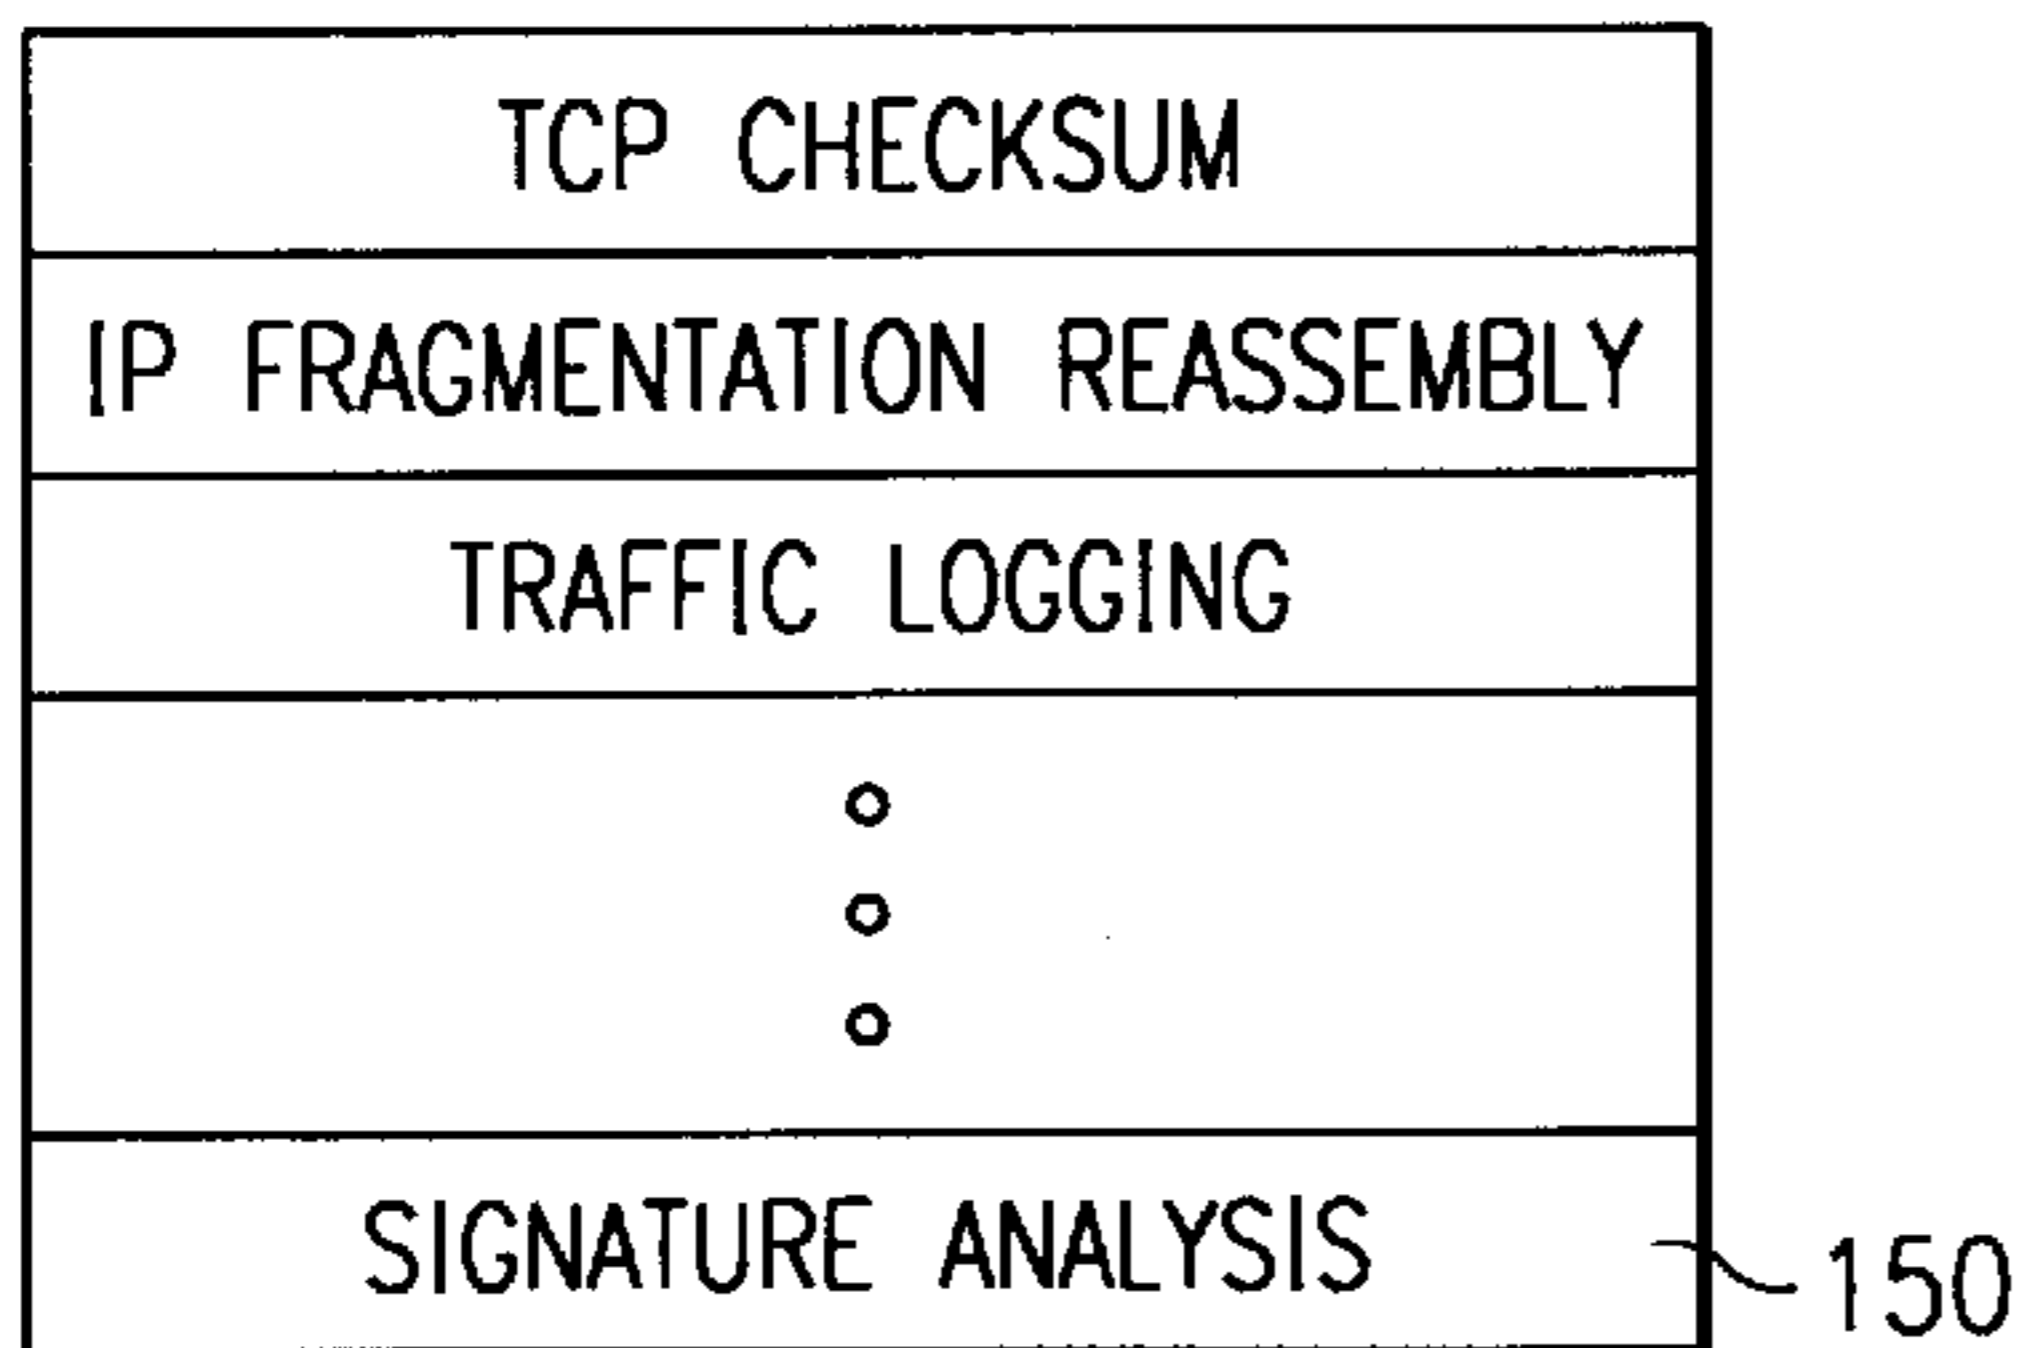 TCP CHECKSUM
IP FRAGMENTATION REASSEMBLY
TRAFFIC LOGGING
SIGNATURE ANALYSIS
150